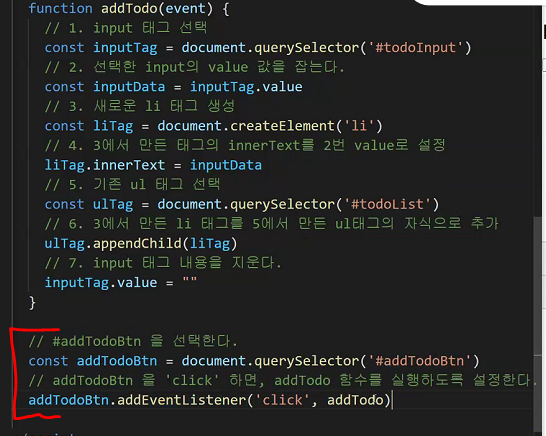 function addTodo(event) {
// 1. input 태그 선택
const inputTag = document.querySelector('#todoInput')
// 2. 선택한 input의 value 값을 잡는다.
const inputData = inputTag.value
// 3. 새로운 li 태그 생성
const liTag = document.createElement('li')
// 4. 3에서 만든 태그의 innerText를 2번 value로 설정
liTag.innerText = inputData
// 5. 기존 ul 태그 선택
const ulTag = document.querySelector('#todoList')
// 6. 3에서 만든 li 태그를 5에서 만든 ul태그의 자식으로 추가
ulTag.appendChild(liTag)
// 7. input 태그 내용을 지운다.
inputTag.value = ""
}
// #addTodoBtn 을 선택한다.
const addTodoBtn = document.querySelector('#addTodoBtn')
// addTodoBtn 을 'click' 하면, addTodo 함수를 실행하도록 설정한다.
addTodoBtn.addEventListener('click', addTodo)